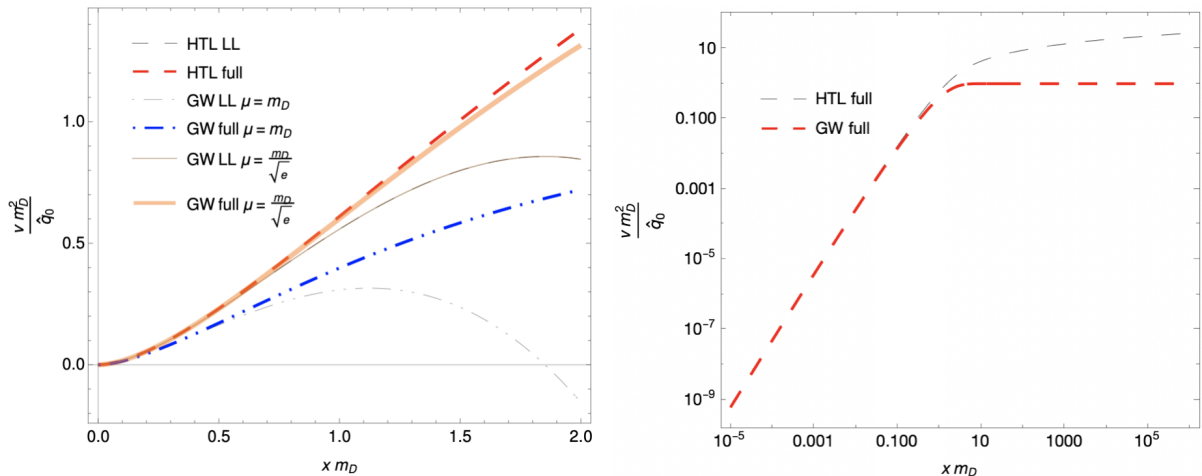 1.0
0.5
0.0
0.0
0.5
1.0
1.5
2.0
HTL LL
HTL full
GW LL μ = m_D
GW full μ = m_D
GW LL μ = m_D/√e
GW full μ = m_D/√e
v m_D^2 / q̂_0
x m_D
10
0.100
0.001
10^-5
10^-7
10^-9
10^-5
0.001
0.100
10
1000
10^5
HTL full
GW full
v m_D^2 / q̂_0
x m_D